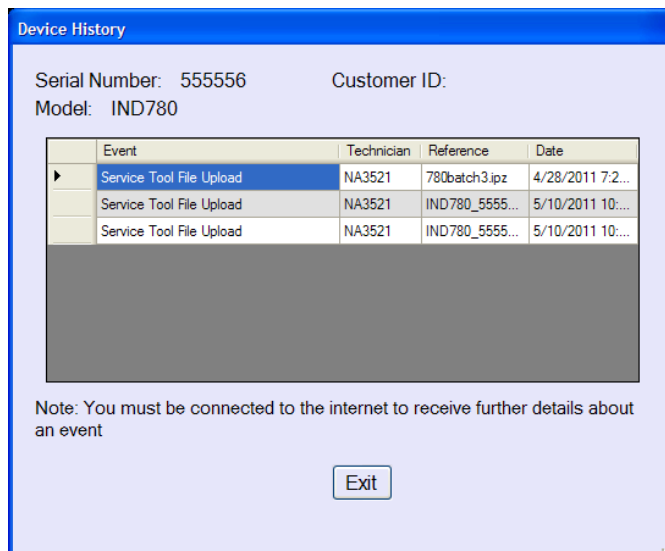 Device History
Serial Number: 555556 Customer ID:
Model: IND780
Event Technician Reference Date
Service Tool File Upload NA3521 780batch3.ipz 4/28/2011 7:2...
Service Tool File Upload NA3521 IND780_5555... 5/10/2011 10:...
Service Tool File Upload NA3521 IND780_5555... 5/10/2011 10:...
Note: You must be connected to the internet to receive further details about
an event
Exit